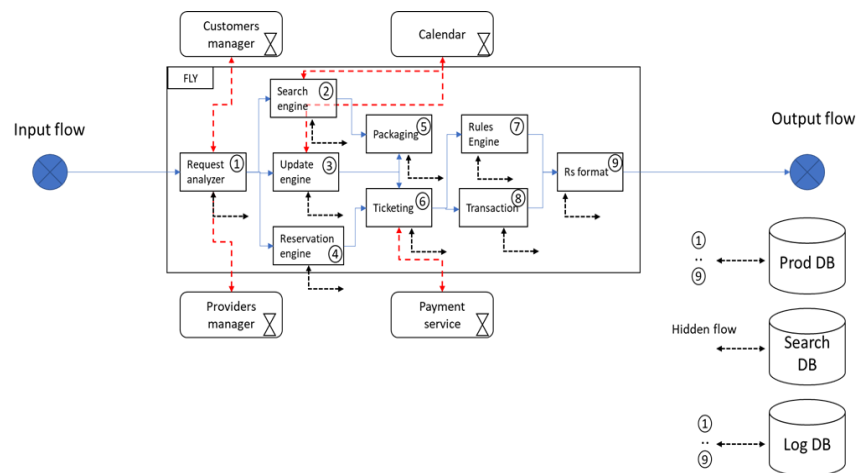 Customers
manager
Calendar
FLY
Search
engine
2
Input flow
Output flow
Packaging
5
Rules
Engine
7
Request
analyzer
1
Update
engine
3
Rs format
9
Ticketing
6
Transaction
8
Reservation
engine
4
Providers
manager
Payment
service
1
..
9
Prod DB
Hidden flow
Search
DB
1
..
9
Log DB